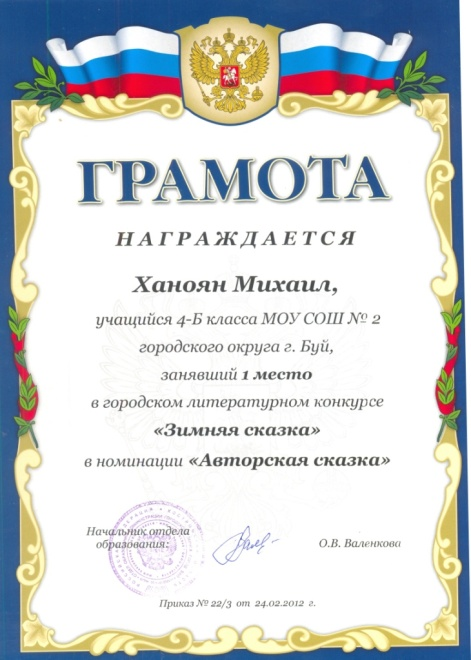 ГРАМОТА
НАГРАЖДАЕТСЯ
Ханоян Михаил,
учащийся 4-Б класса МОУ СОШ № 2
городского округа г. Буй,
занявший 1 место
в городском литературном конкурсе
«Зимняя сказка»
в номинации «Авторская сказка»
Начальник отдела
образования:
О.В. Валенкова
Приказ № 22/3 от 24.02.2012 г.